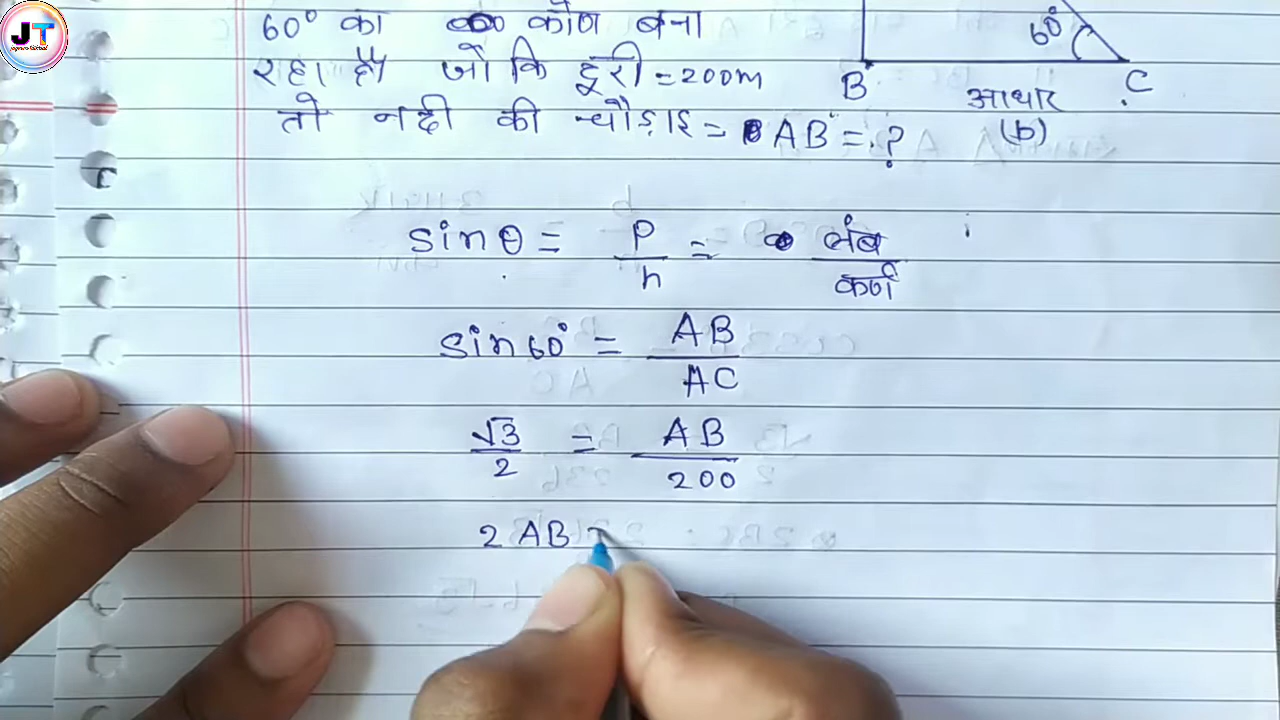 JT
60° का कोण बना
रहा है। जो कि दूरी = 200m
तो नदी की चौड़ाइ = AB = ?
60°
B
C
आधार
(b)
sinθ = P/h = लंब/कर्ण
sin60° = AB/AC
√3/2 = AB/200
2AB =